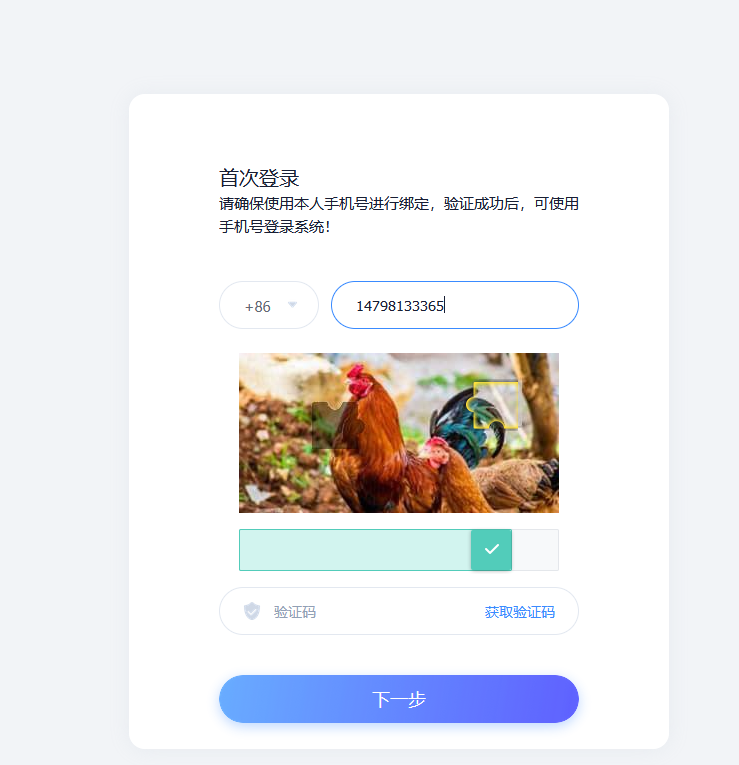 首次登录
请确保使用本人手机号进行绑定，验证成功后，可使用
手机号登录系统！
+86
14798133365
验证码
获取验证码
下一步